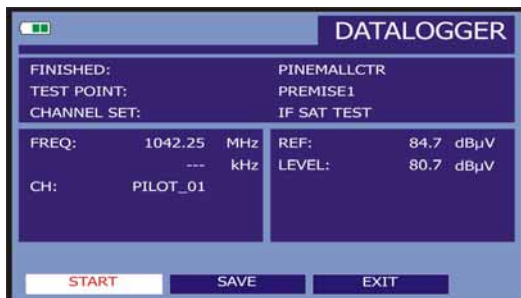 DATALOGGER
FINISHED: PINEMALLCTR
TEST POINT: PREMISE1
CHANNEL SET: IF SAT TEST
FREQ: 1042.25 MHz
--- kHz
CH: PILOT_01
REF: 84.7 dBµV
LEVEL: 80.7 dBµV
START SAVE EXIT